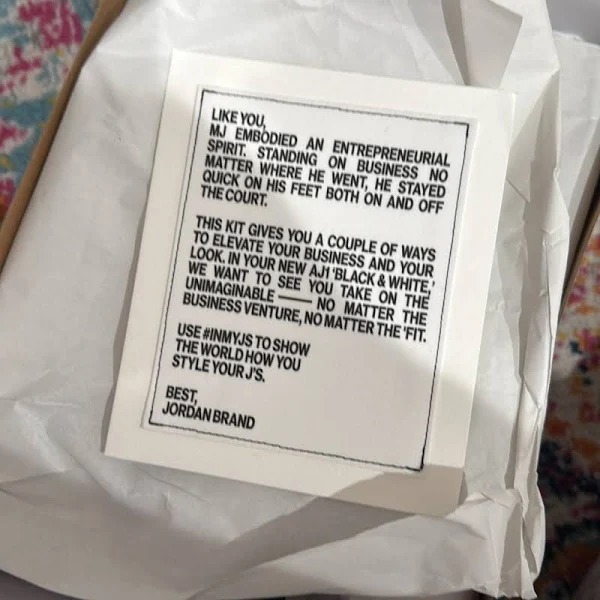 LIKE YOU,
MJ EMBODIED AN ENTREPRENEURIAL
SPIRIT. STANDING ON BUSINESS NO
MATTER WHERE HE WENT, HE STAYED
QUICK ON HIS FEET BOTH ON AND OFF
THE COURT.
THIS KIT GIVES YOU A COUPLE OF WAYS
TO ELEVATE YOUR BUSINESS AND YOUR
LOOK. IN YOUR NEW AJ1 'BLACK & WHITE,'
WE WANT TO SEE YOU TAKE ON THE
UNIMAGINABLE —— NO MATTER THE
BUSINESS VENTURE, NO MATTER THE 'FIT.
USE #INMYJS TO SHOW
THE WORLD HOW YOU
STYLE YOUR J'S.
BEST,
JORDAN BRAND